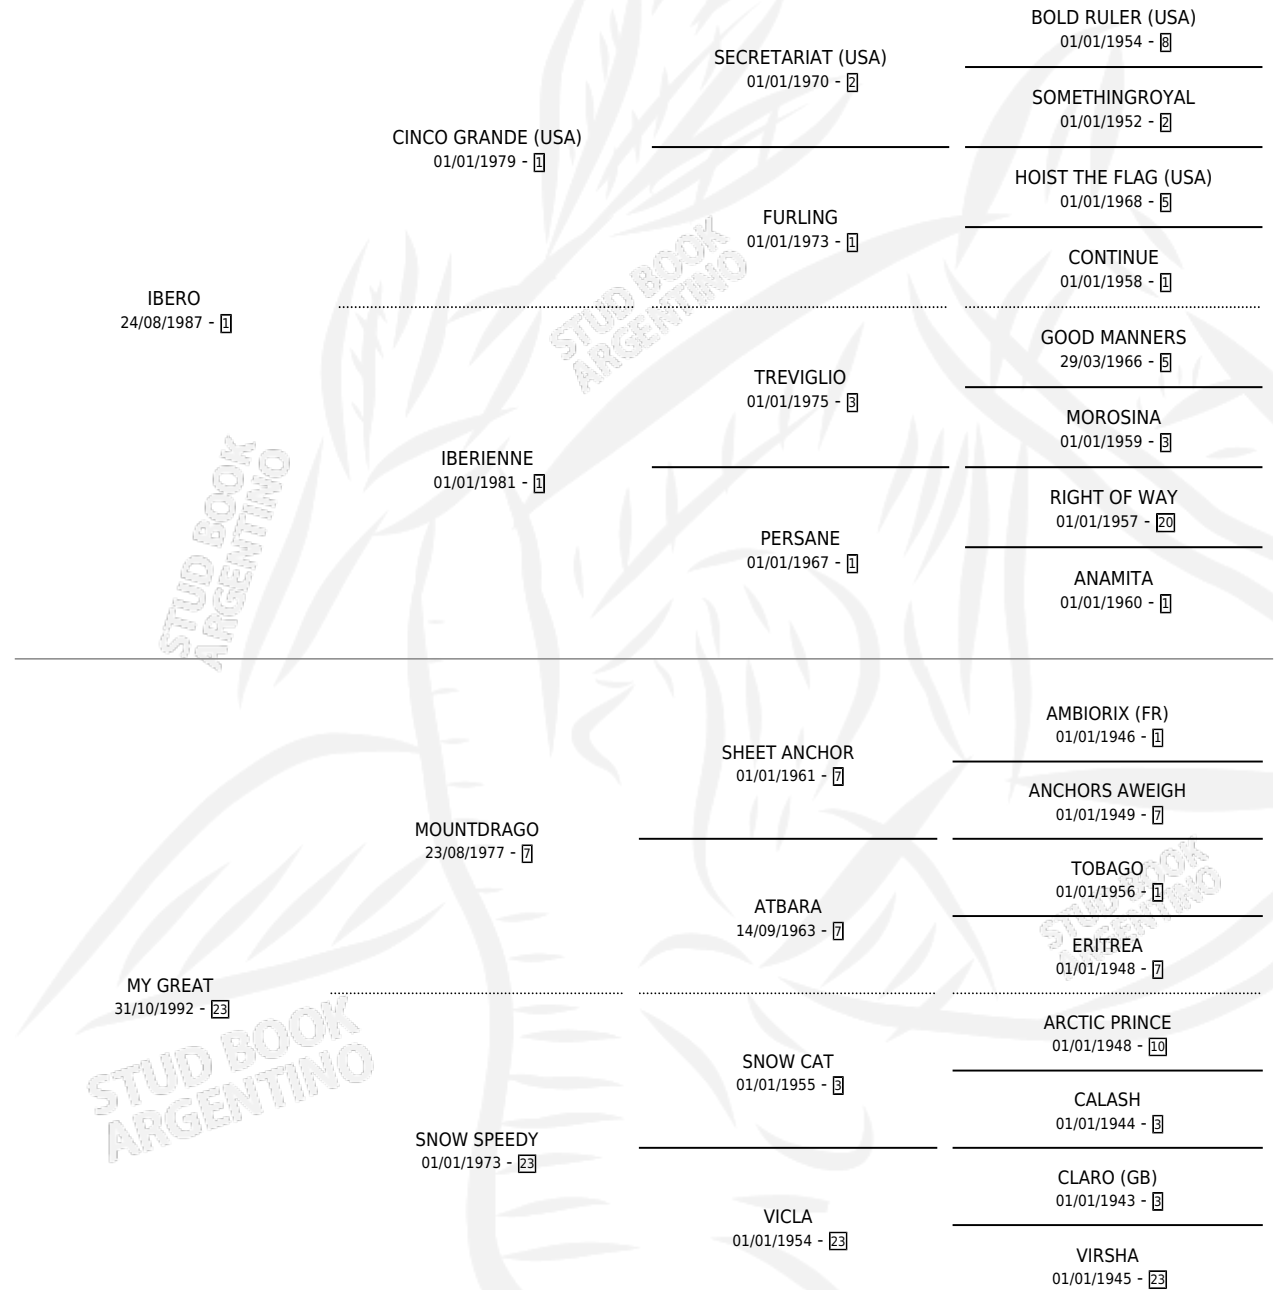 BOLD RULER (USA)
01/01/1954 - 8
SECRETARIAT (USA)
01/01/1970 - 2
SOMETHINGROYAL
01/01/1952 - 2
CINCO GRANDE (USA)
01/01/1979 - 1
HOIST THE FLAG (USA)
01/01/1968 - 5
FURLING
01/01/1973 - 1
CONTINUE
01/01/1958 - 1
IBERO
24/08/1987 - 1
STUD BOOK
ARGENTINO
GOOD MANNERS
29/03/1966 - 5
TREVIGLIO
01/01/1975 - 3
MOROSINA
01/01/1959 - 3
IBERIENNE
01/01/1981 - 1
RIGHT OF WAY
01/01/1957 - 20
PERSANE
01/01/1967 - 1
ANAMITA
01/01/1960 - 1
STUD BOOK
ARGENTINO
AMBIORIX (FR)
01/01/1946 - 1
SHEET ANCHOR
01/01/1961 - 7
ANCHORS AWEIGH
01/01/1949 - 7
MOUNTDRAGO
23/08/1977 - 7
TOBAGO
01/01/1956 - 1
ATBARA
14/09/1963 - 7
STUD BOOK
ARGENTINO
ERITREA
01/01/1948 - 7
MY GREAT
31/10/1992 - 23
ARCTIC PRINCE
01/01/1948 - 10
SNOW CAT
01/01/1955 - 3
STUD BOOK
ARGENTINO
CALASH
01/01/1944 - 3
SNOW SPEEDY
01/01/1973 - 23
CLARO (GB)
01/01/1943 - 3
VICLA
01/01/1954 - 23
VIRSHA
01/01/1945 - 23